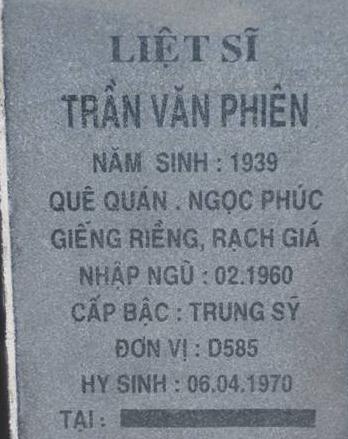 LIỆT SĨ
TRẦN VĂN PHIÊN
NĂM SINH : 1939
QUÊ QUÁN . NGỌC PHÚC
GIỒNG RIỀNG, RẠCH GIÁ
NHẬP NGŨ : 02.1960
CẤP BẬC : TRUNG SỸ
ĐƠN VỊ : D585
HY SINH : 06.04.1970
TẠI :